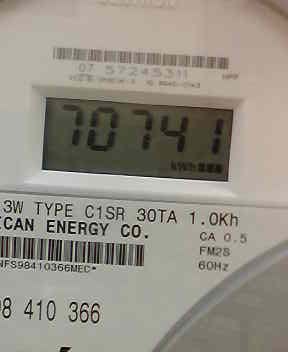 07 57245311
70741
kWh
3W TYPE C1SR 30TA 1.0Kh
CAN ENERGY CO.
CA 0.5
FM2S
60Hz
NFS98410366MEC*
8 410 366